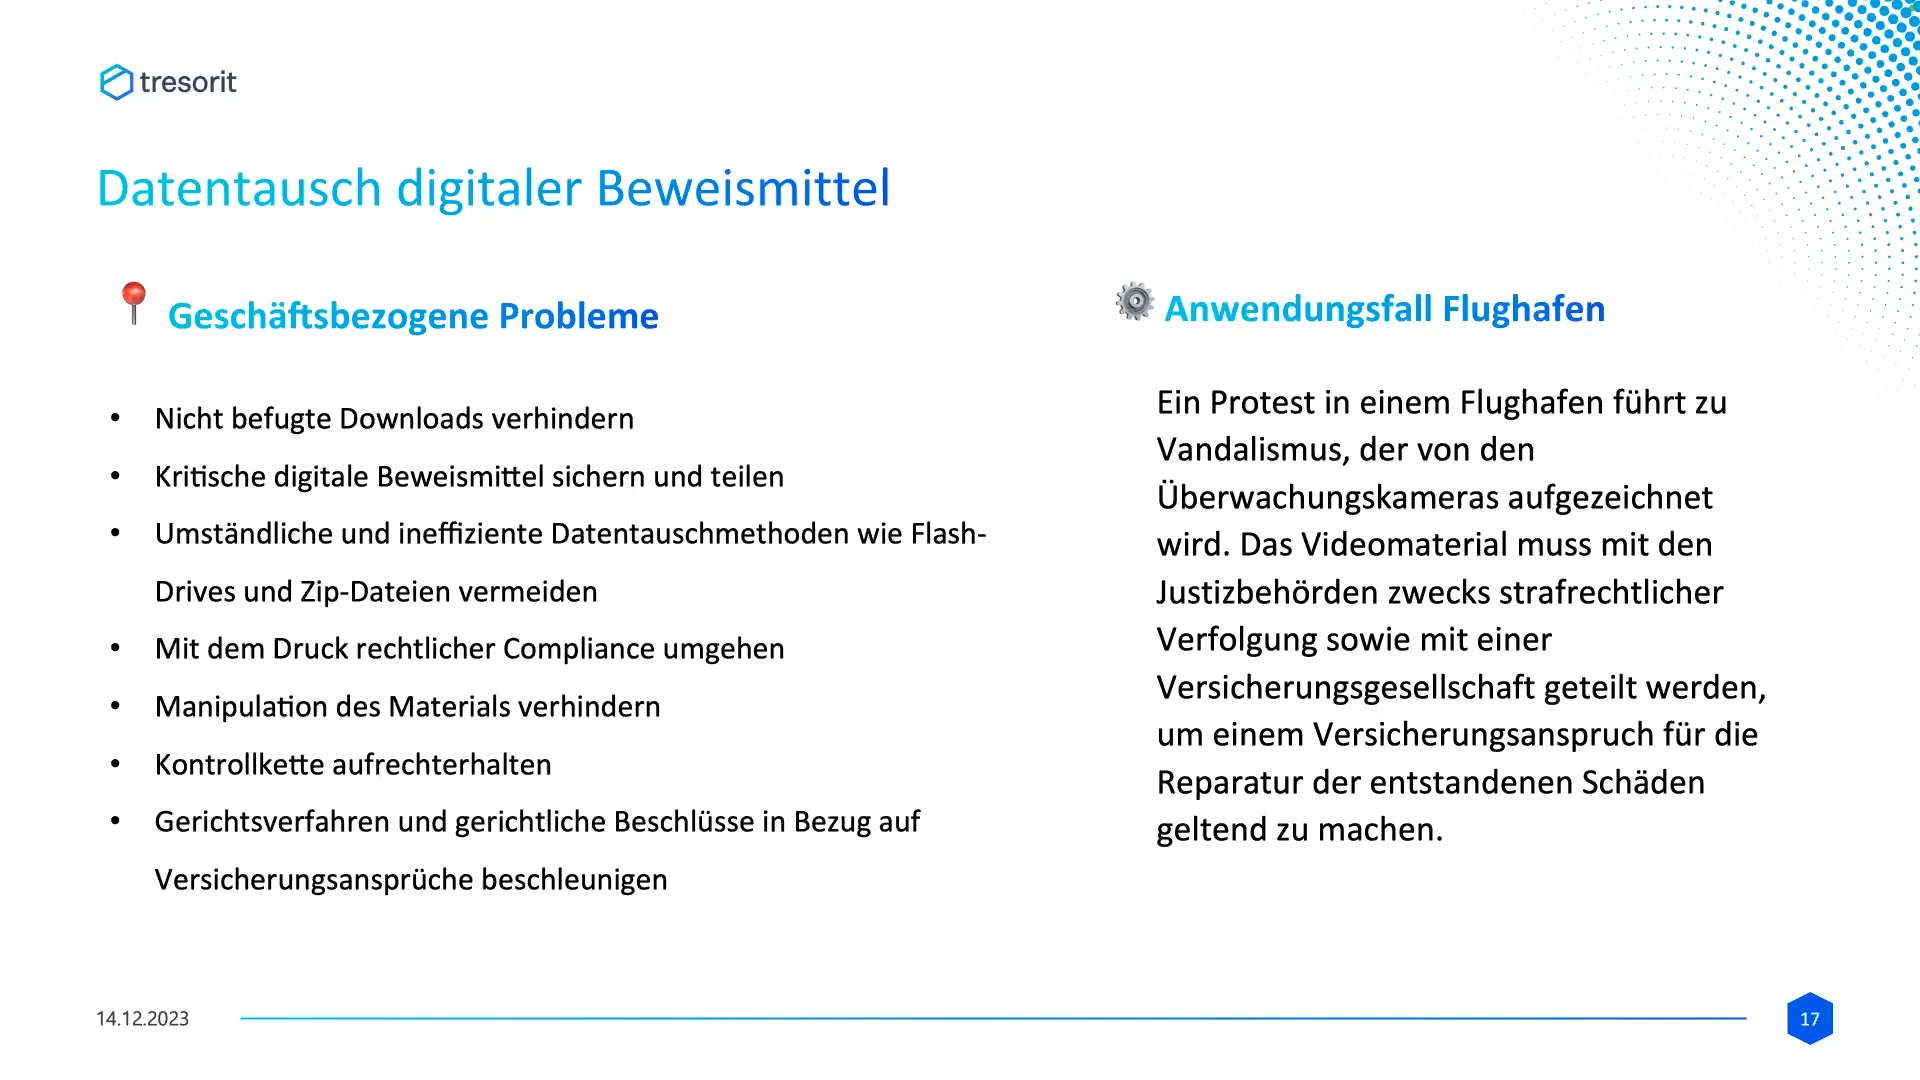 tresorit
Datentausch digitaler Beweismittel
Geschäftsbezogene Probleme
• Nicht befugte Downloads verhindern
• Kritische digitale Beweismittel sichern und teilen
• Umständliche und ineffiziente Datentauschmethoden wie Flash-
Drives und Zip-Dateien vermeiden
• Mit dem Druck rechtlicher Compliance umgehen
• Manipulation des Materials verhindern
• Kontrollkette aufrechterhalten
• Gerichtsverfahren und gerichtliche Beschlüsse in Bezug auf
Versicherungsansprüche beschleunigen
Anwendungsfall Flughafen
Ein Protest in einem Flughafen führt zu
Vandalismus, der von den
Überwachungskameras aufgezeichnet
wird. Das Videomaterial muss mit den
Justizbehörden zwecks strafrechtlicher
Verfolgung sowie mit einer
Versicherungsgesellschaft geteilt werden,
um einem Versicherungsanspruch für die
Reparatur der entstandenen Schäden
geltend zu machen.
14.12.2023
17